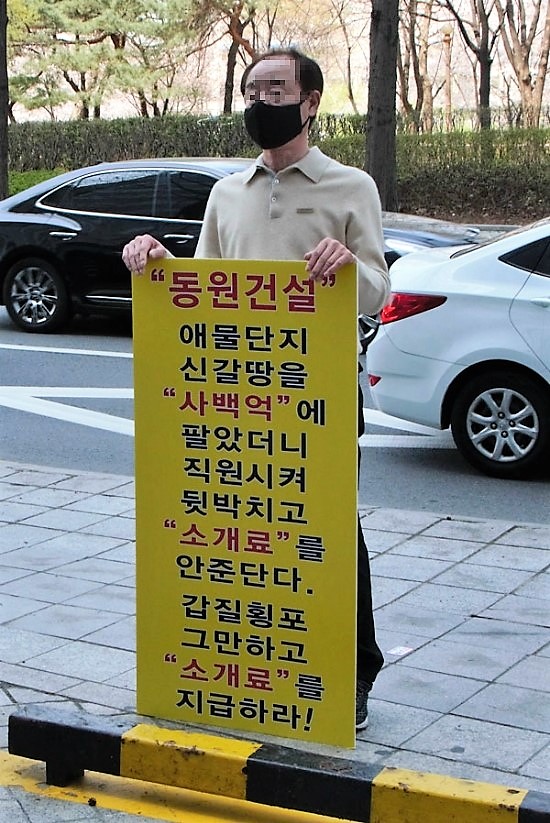 “동원건설”
애물단지
신갈땅을
“사백억”에
팔았더니
직원시켜
뒷박치고
“소개료”를
안준단다.
갑질횡포
그만하고
“소개료”를
지급하라!